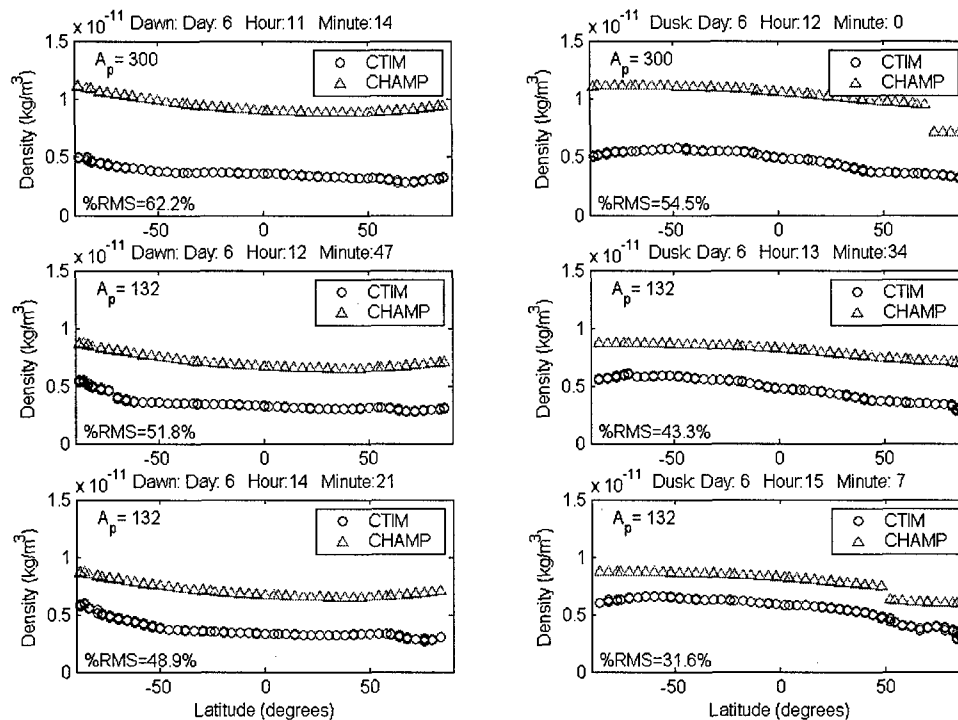 x 10^-11 Dawn: Day: 6 Hour:11 Minute:14
1.5
1
0.5
0
Density (kg/m^3)
A_p = 300
CTIM
CHAMP
%RMS=62.2%
-50 0 50
Dusk: Day: 6 Hour:12 Minute: 0
x 10^-11
1.5
1
0.5
0
Density (kg/m^3)
A_p = 300
CTIM
CHAMP
%RMS=54.5%
-50 0 50
x 10^-11 Dawn: Day: 6 Hour:12 Minute:47
1.5
1
0.5
0
Density (kg/m^3)
A_p = 132
CTIM
CHAMP
%RMS=51.8%
-50 0 50
x 10^-11 Dusk: Day: 6 Hour:13 Minute:34
1.5
1
0.5
0
Density (kg/m^3)
A_p = 132
CTIM
CHAMP
%RMS=43.3%
-50 0 50
x 10^-11 Dawn: Day: 6 Hour:14 Minute:21
1.5
1
0.5
0
Density (kg/m^3)
A_p = 132
CTIM
CHAMP
%RMS=48.9%
-50 0 50
Latitude (degrees)
x 10^-11 Dusk: Day: 6 Hour:15 Minute: 7
1.5
1
0.5
0
Density (kg/m^3)
A_p = 132
CTIM
CHAMP
%RMS=31.6%
-50 0 50
Latitude (degrees)